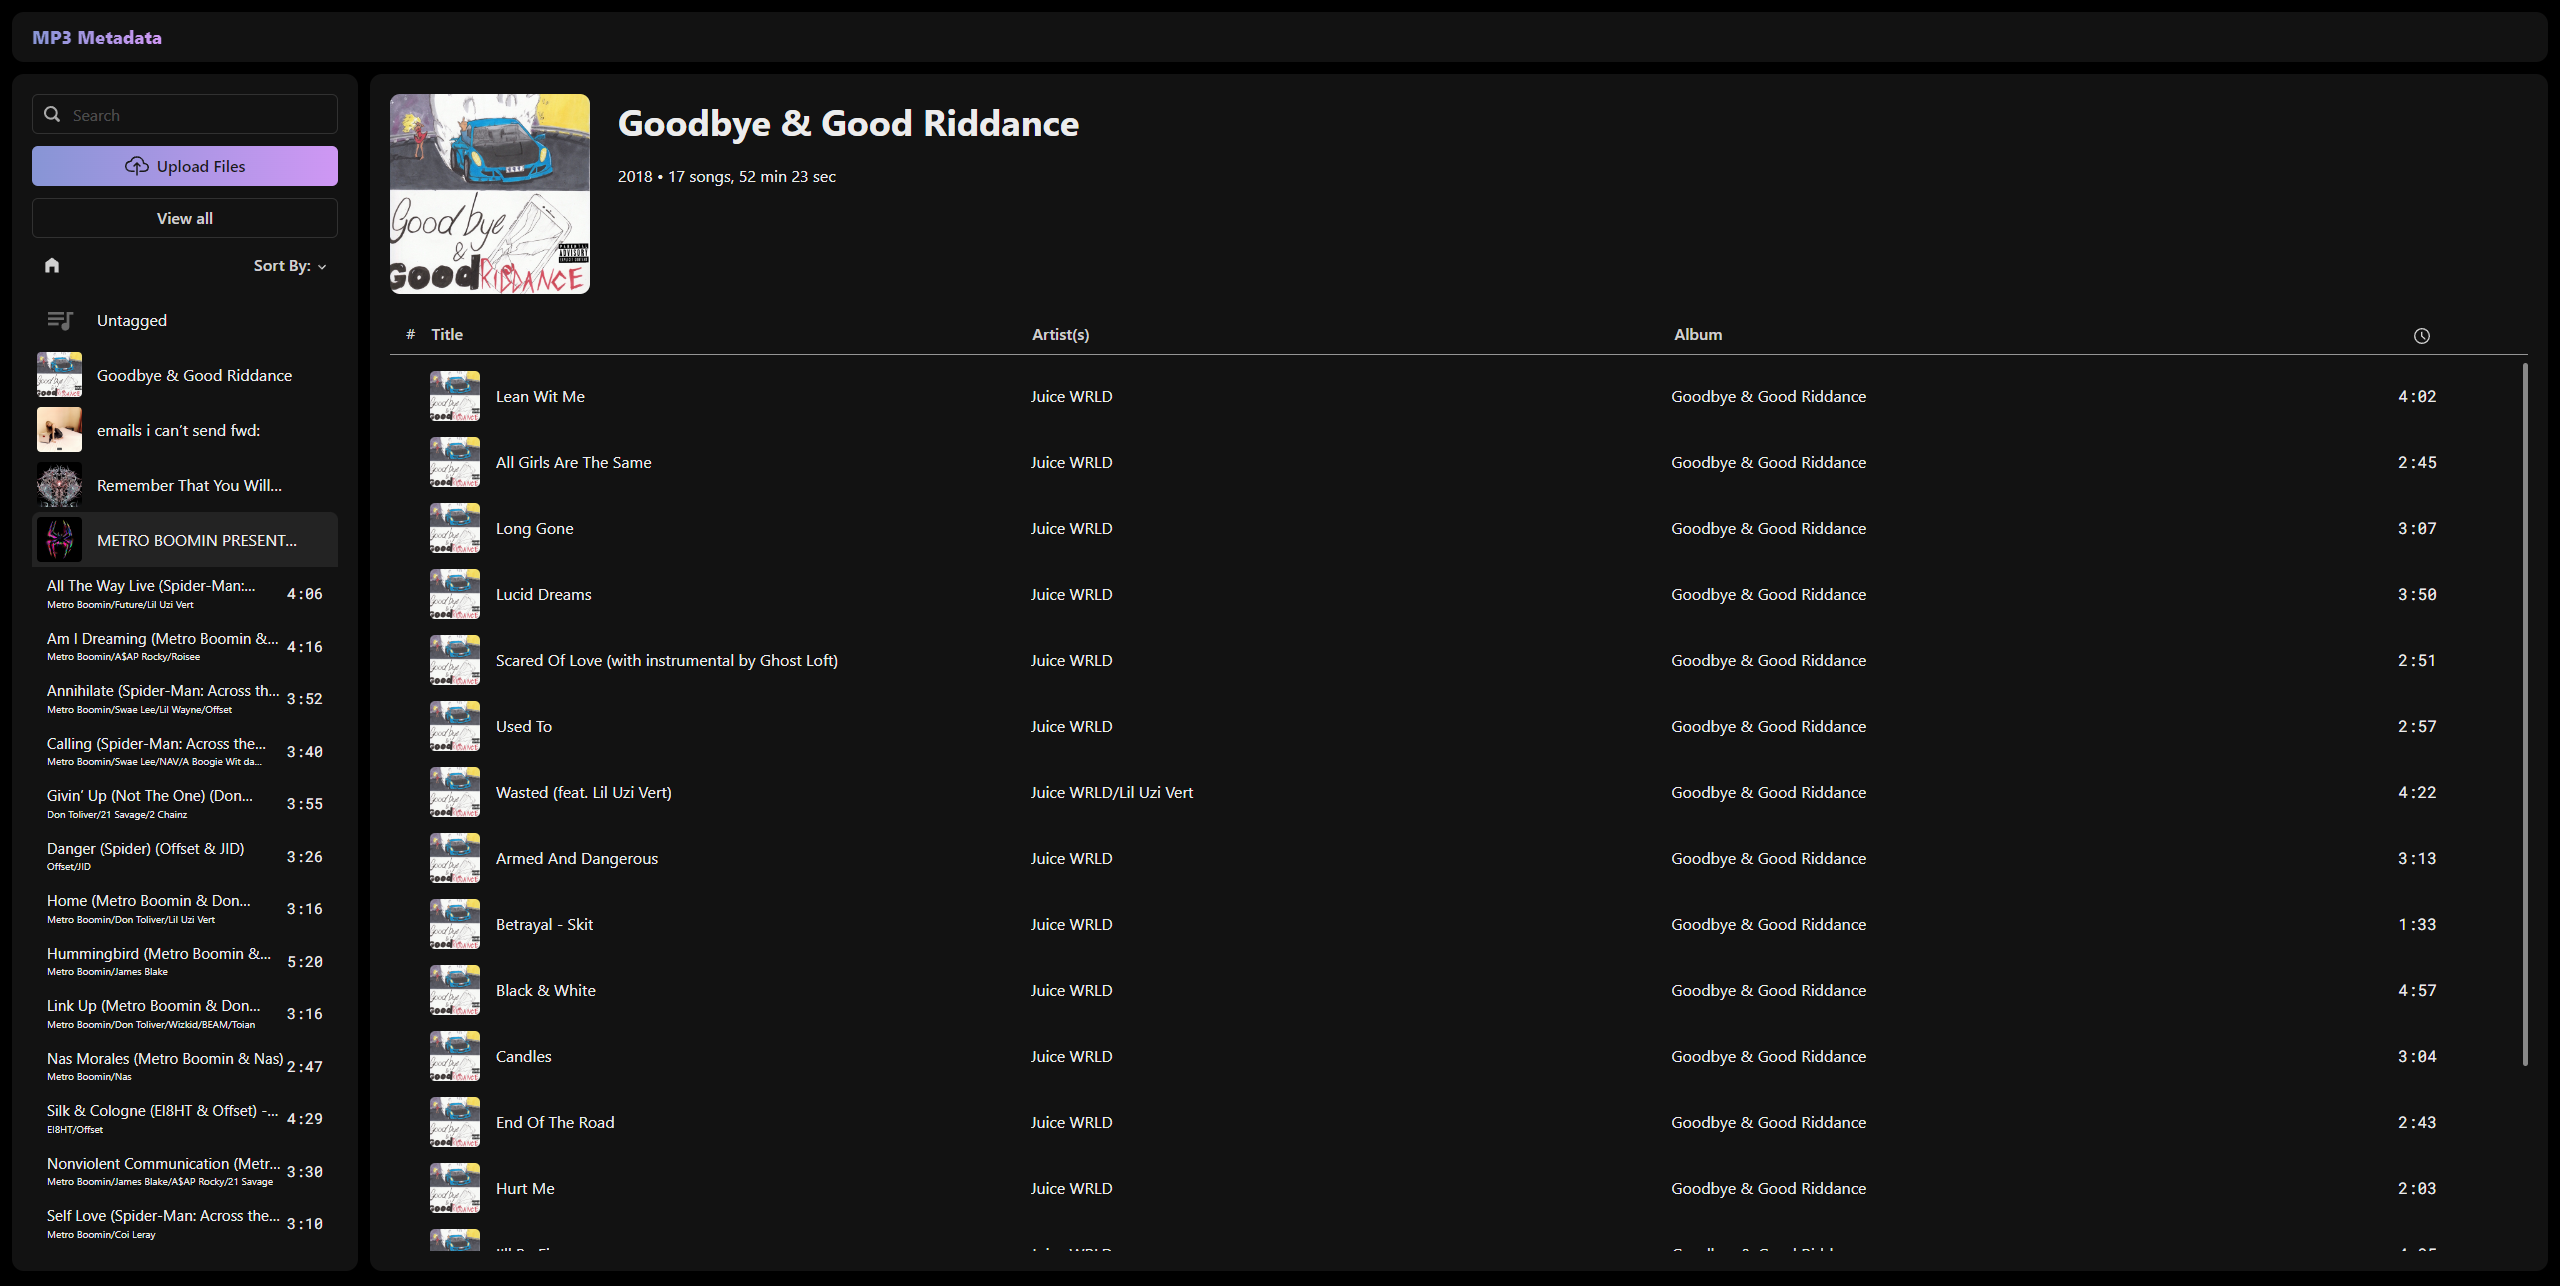 MP3 Metadata
Search
Upload Files
View all
Sort By:
Untagged
Goodbye & Good Riddance
emails i can't send fwd:
Remember That You Will...
METRO BOOMIN PRESENT...
All The Way Live (Spider-Man:...
4:06
Metro Boomin/Future/Lil Uzi Vert
Am I Dreaming (Metro Boomin &...
4:16
Metro Boomin/A$AP Rocky/Roisee
Annihilate (Spider-Man: Across th...
3:52
Metro Boomin/Swae Lee/Lil Wayne/Offset
Calling (Spider-Man: Across the...
3:40
Metro Boomin/Swae Lee/NAV/A Boogie Wit da...
Givin' Up (Not The One) (Don...
3:55
Don Toliver/21 Savage/2 Chainz
Danger (Spider) (Offset & JID)
3:26
Offset/JID
Home (Metro Boomin & Don...
3:16
Metro Boomin/Don Toliver/Lil Uzi Vert
Hummingbird (Metro Boomin &...
5:20
Metro Boomin/James Blake
Link Up (Metro Boomin & Don...
3:16
Metro Boomin/Don Toliver/Wizkid/BEAM/Toian
Nas Morales (Metro Boomin & Nas)
2:47
Metro Boomin/Nas
Silk & Cologne (EI8HT & Offset) -...
4:29
EI8HT/Offset
Nonviolent Communication (Metr...
3:30
Metro Boomin/James Blake/A$AP Rocky/21 Savage
Self Love (Spider-Man: Across the...
3:10
Metro Boomin/Coi Leray
Goodbye
&
Good RIDDANCE
PARENTAL
ADVISORY
EXPLICIT CONTENT
Goodbye & Good Riddance
2018 • 17 songs, 52 min 23 sec
# Title Artist(s) Album
Lean Wit Me Juice WRLD Goodbye & Good Riddance 4:02
All Girls Are The Same Juice WRLD Goodbye & Good Riddance 2:45
Long Gone Juice WRLD Goodbye & Good Riddance 3:07
Lucid Dreams Juice WRLD Goodbye & Good Riddance 3:50
Scared Of Love (with instrumental by Ghost Loft) Juice WRLD Goodbye & Good Riddance 2:51
Used To Juice WRLD Goodbye & Good Riddance 2:57
Wasted (feat. Lil Uzi Vert) Juice WRLD/Lil Uzi Vert Goodbye & Good Riddance 4:22
Armed And Dangerous Juice WRLD Goodbye & Good Riddance 3:13
Betrayal - Skit Juice WRLD Goodbye & Good Riddance 1:33
Black & White Juice WRLD Goodbye & Good Riddance 4:57
Candles Juice WRLD Goodbye & Good Riddance 3:04
End Of The Road Juice WRLD Goodbye & Good Riddance 2:43
Hurt Me Juice WRLD Goodbye & Good Riddance 2:03